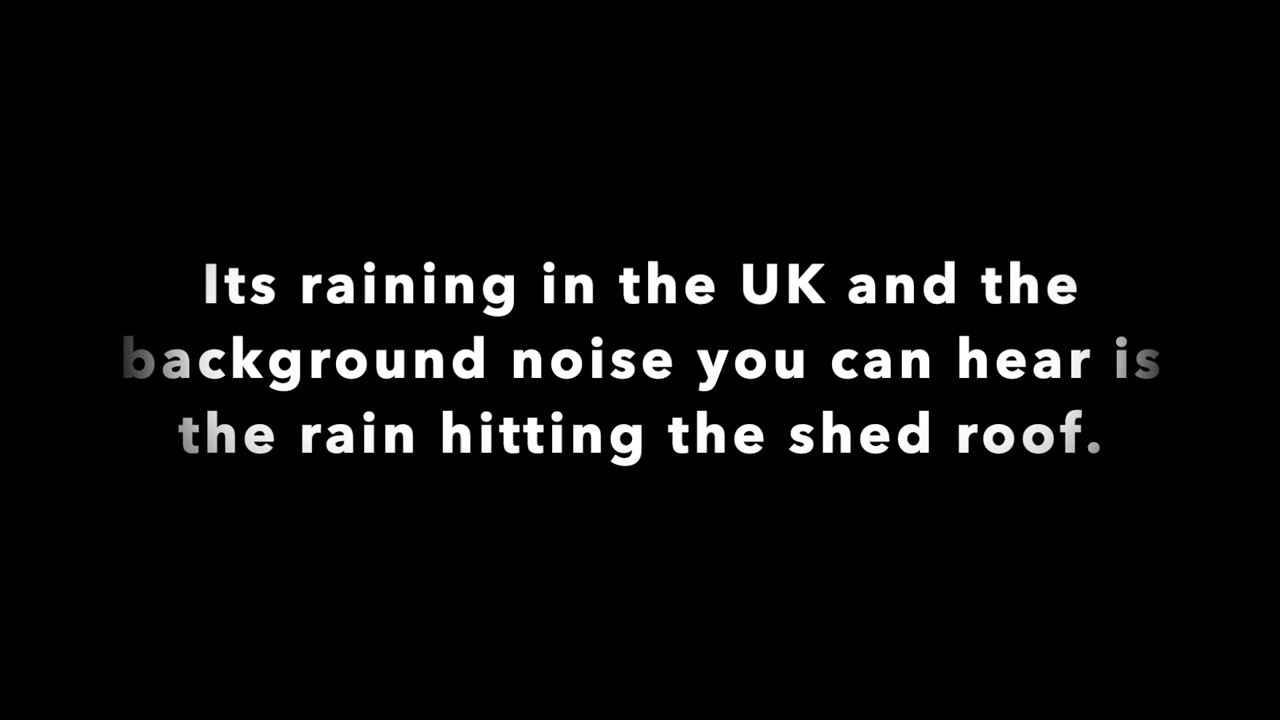 Its raining in the UK and the
background noise you can hear is
the rain hitting the shed roof.